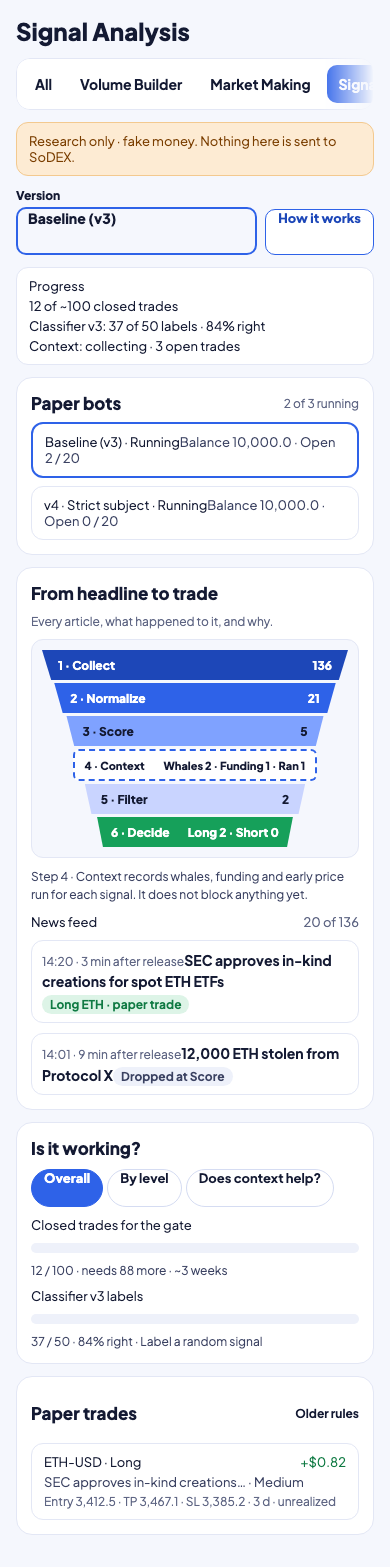 Signal Analysis
All Volume Builder Market Making Signa
Research only · fake money. Nothing here is sent to
SoDEX.
Version
Baseline (v3) How it works
Progress
12 of ~100 closed trades
Classifier v3: 37 of 50 labels · 84% right
Context: collecting · 3 open trades
Paper bots 2 of 3 running
Baseline (v3) · RunningBalance 10,000.0 · Open
2 / 20
v4 · Strict subject · RunningBalance 10,000.0 ·
Open 0 / 20
From headline to trade
Every article, what happened to it, and why.
1 · Collect 136
2 · Normalize 21
3 · Score 5
4 · Context Whales 2 · Funding 1 · Ran 1
5 · Filter 2
6 · Decide Long 2 · Short 0
Step 4 · Context records whales, funding and early price
run for each signal. It does not block anything yet.
News feed 20 of 136
14:20 · 3 min after releaseSEC approves in-kind
creations for spot ETH ETFs
Long ETH · paper trade
14:01 · 9 min after release12,000 ETH stolen from
Protocol X Dropped at Score
Is it working?
Overall By level Does context help?
Closed trades for the gate
12 / 100 · needs 88 more · ~3 weeks
Classifier v3 labels
37 / 50 · 84% right · Label a random signal
Paper trades Older rules
ETH-USD · Long +$0.82
SEC approves in-kind creations... · Medium
Entry 3,412.5 · TP 3,467.1 · SL 3,385.2 · 3 d · unrealized